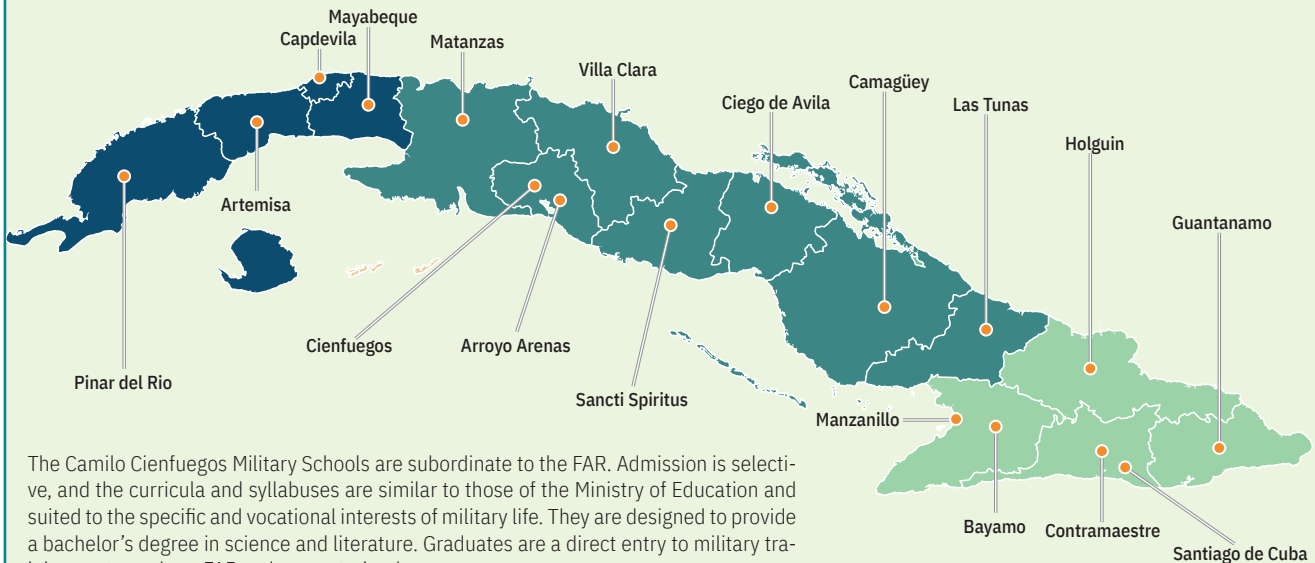 Mayabeque
Capdevila
Matanzas
Villa Clara
Camagüey
Ciego de Avila
Las Tunas
Holguin
Artemisa
Guantanamo
Cienfuegos
Arroyo Arenas
Pinar del Rio
Sancti Spiritus
Manzanillo
The Camilo Cienfuegos Military Schools are subordinate to the FAR. Admission is selecti-
ve, and the curricula and syllabuses are similar to those of the Ministry of Education and
suited to the specific and vocational interests of military life. They are designed to provide
a bachelor's degree in science and literature. Graduates are a direct entry to military tra-
Bayamo
Contramaestre
Santiago de Cuba